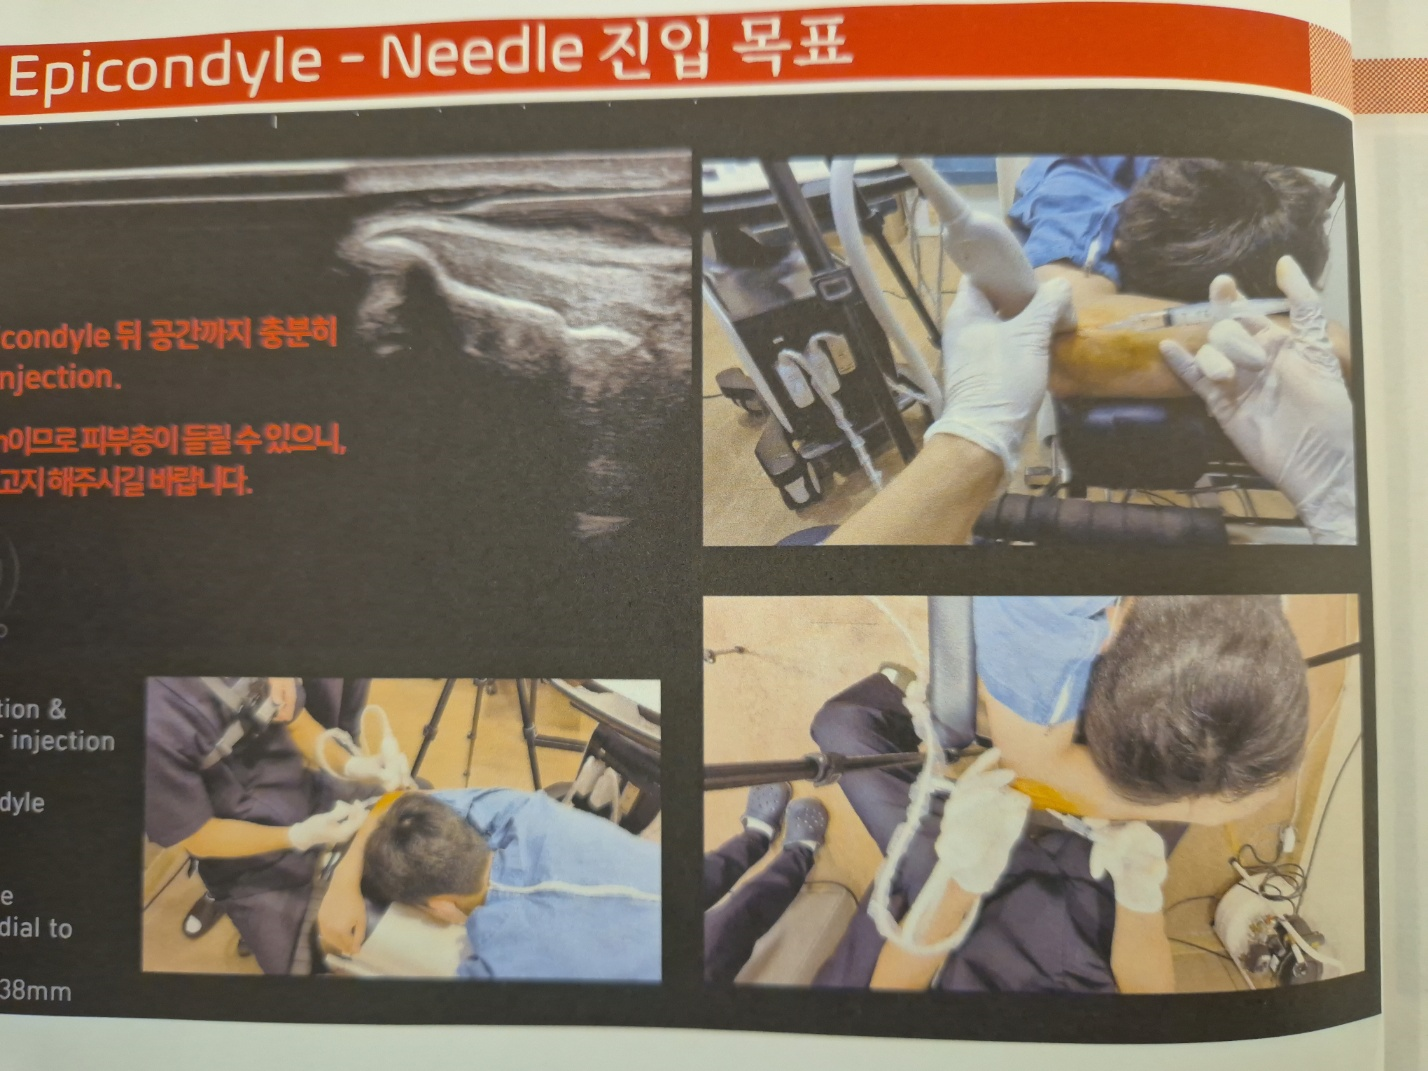 Epicondyle - Needle 진입 목표
condyle 뒤 공간까지 충분히
njection.
이므로 피부층이 들릴 수 있으니,
고지 해주시길 바랍니다.
tion &
r injection
dyle
e
dial to
38mm